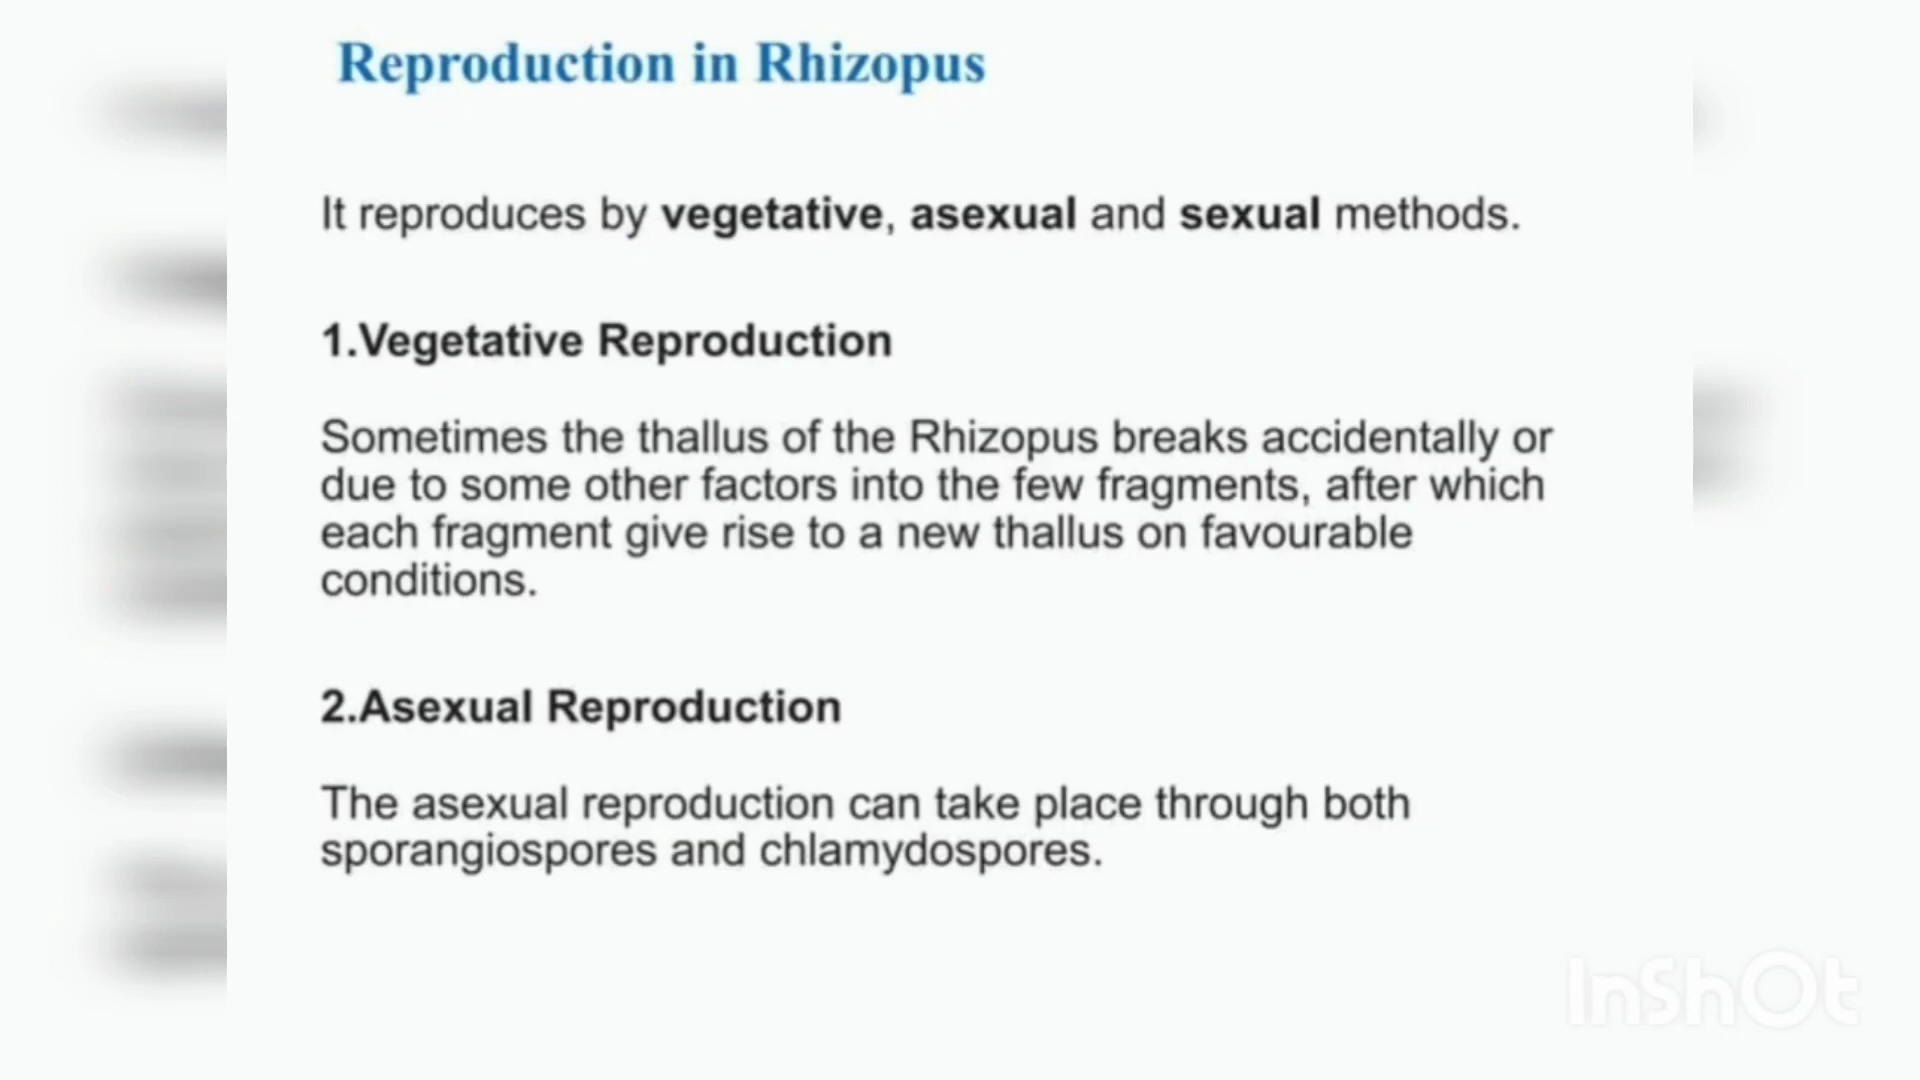 Reproduction in Rhizopus
It reproduces by vegetative, asexual and sexual methods.
1.Vegetative Reproduction
Sometimes the thallus of the Rhizopus breaks accidentally or
due to some other factors into the few fragments, after which
each fragment give rise to a new thallus on favourable
conditions.
2.Asexual Reproduction
The asexual reproduction can take place through both
sporangiospores and chlamydospores.
InShOt